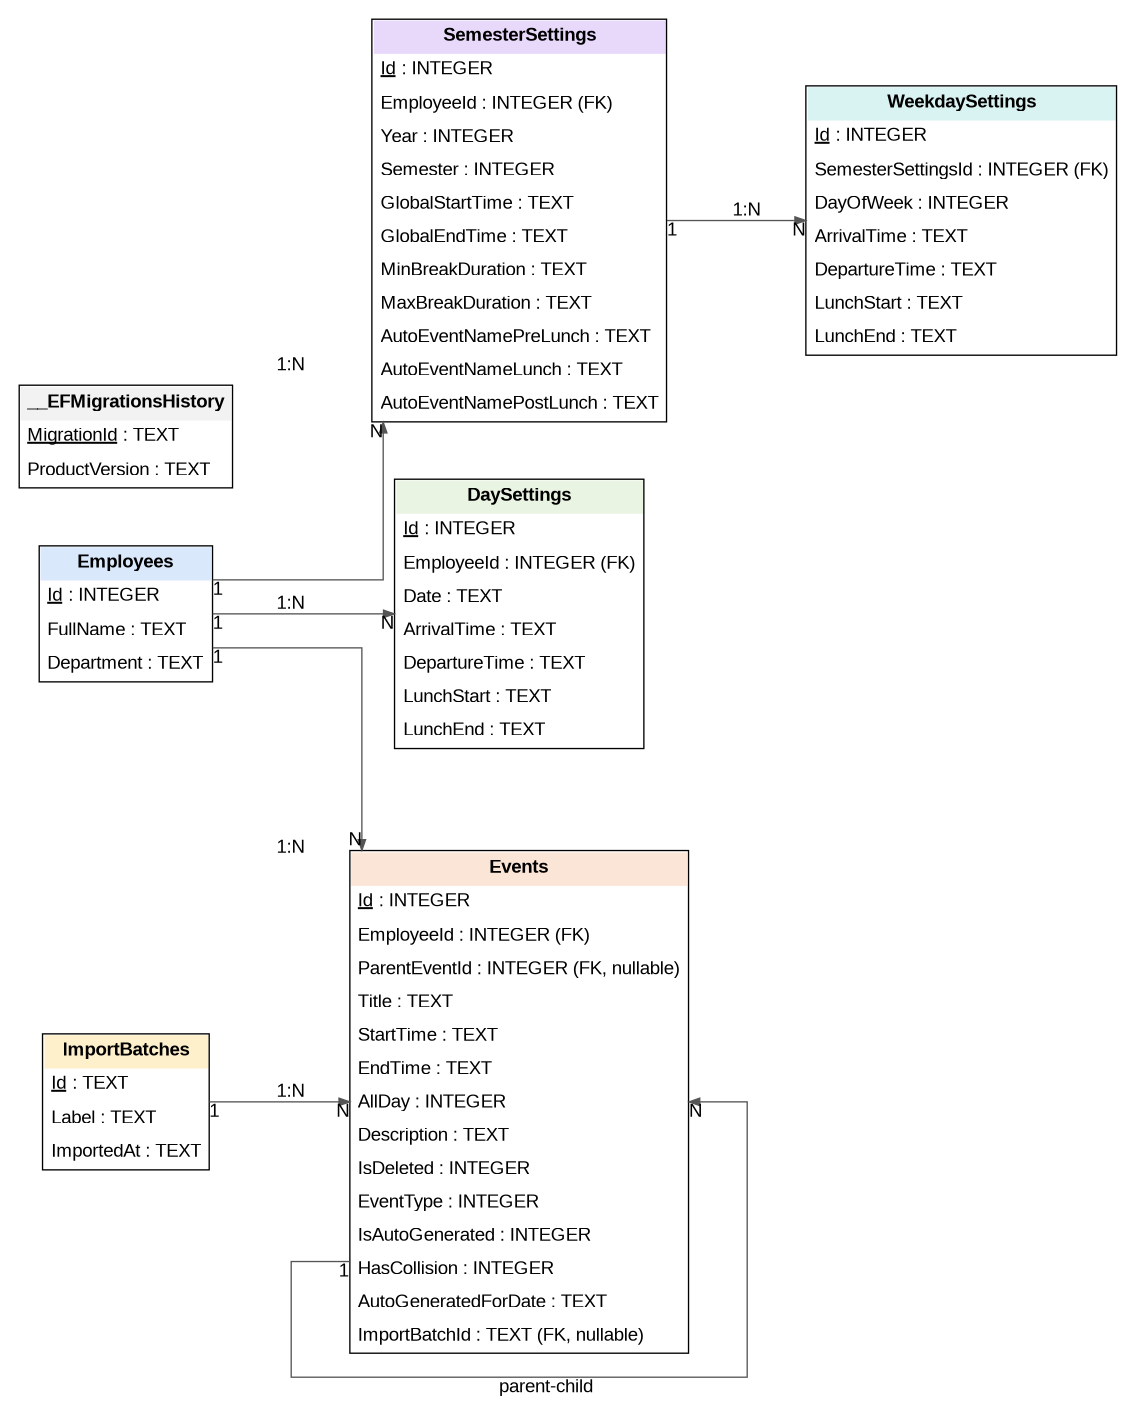 SemesterSettings
Id : INTEGER
EmployeeId : INTEGER (FK)
Year : INTEGER
Semester : INTEGER
GlobalStartTime : TEXT
GlobalEndTime : TEXT
MinBreakDuration : TEXT
MaxBreakDuration : TEXT
AutoEventNamePreLunch : TEXT
AutoEventNameLunch : TEXT
AutoEventNamePostLunch : TEXT
WeekdaySettings
Id : INTEGER
SemesterSettingsId : INTEGER (FK)
DayOfWeek : INTEGER
ArrivalTime : TEXT
DepartureTime : TEXT
LunchStart : TEXT
LunchEnd : TEXT
1:N
1
N
1:N
__EFMigrationsHistory
MigrationId : TEXT
ProductVersion : TEXT
N
Employees
Id : INTEGER
FullName : TEXT
Department : TEXT
1
1:N
1
N
1
DaySettings
Id : INTEGER
EmployeeId : INTEGER (FK)
Date : TEXT
ArrivalTime : TEXT
DepartureTime : TEXT
LunchStart : TEXT
LunchEnd : TEXT
N
1:N
Events
Id : INTEGER
EmployeeId : INTEGER (FK)
ParentEventId : INTEGER (FK, nullable)
Title : TEXT
StartTime : TEXT
EndTime : TEXT
AllDay : INTEGER
Description : TEXT
IsDeleted : INTEGER
EventType : INTEGER
IsAutoGenerated : INTEGER
HasCollision : INTEGER
AutoGeneratedForDate : TEXT
ImportBatchId : TEXT (FK, nullable)
ImportBatches
Id : TEXT
Label : TEXT
ImportedAt : TEXT
1:N
1
N
N
1
parent-child